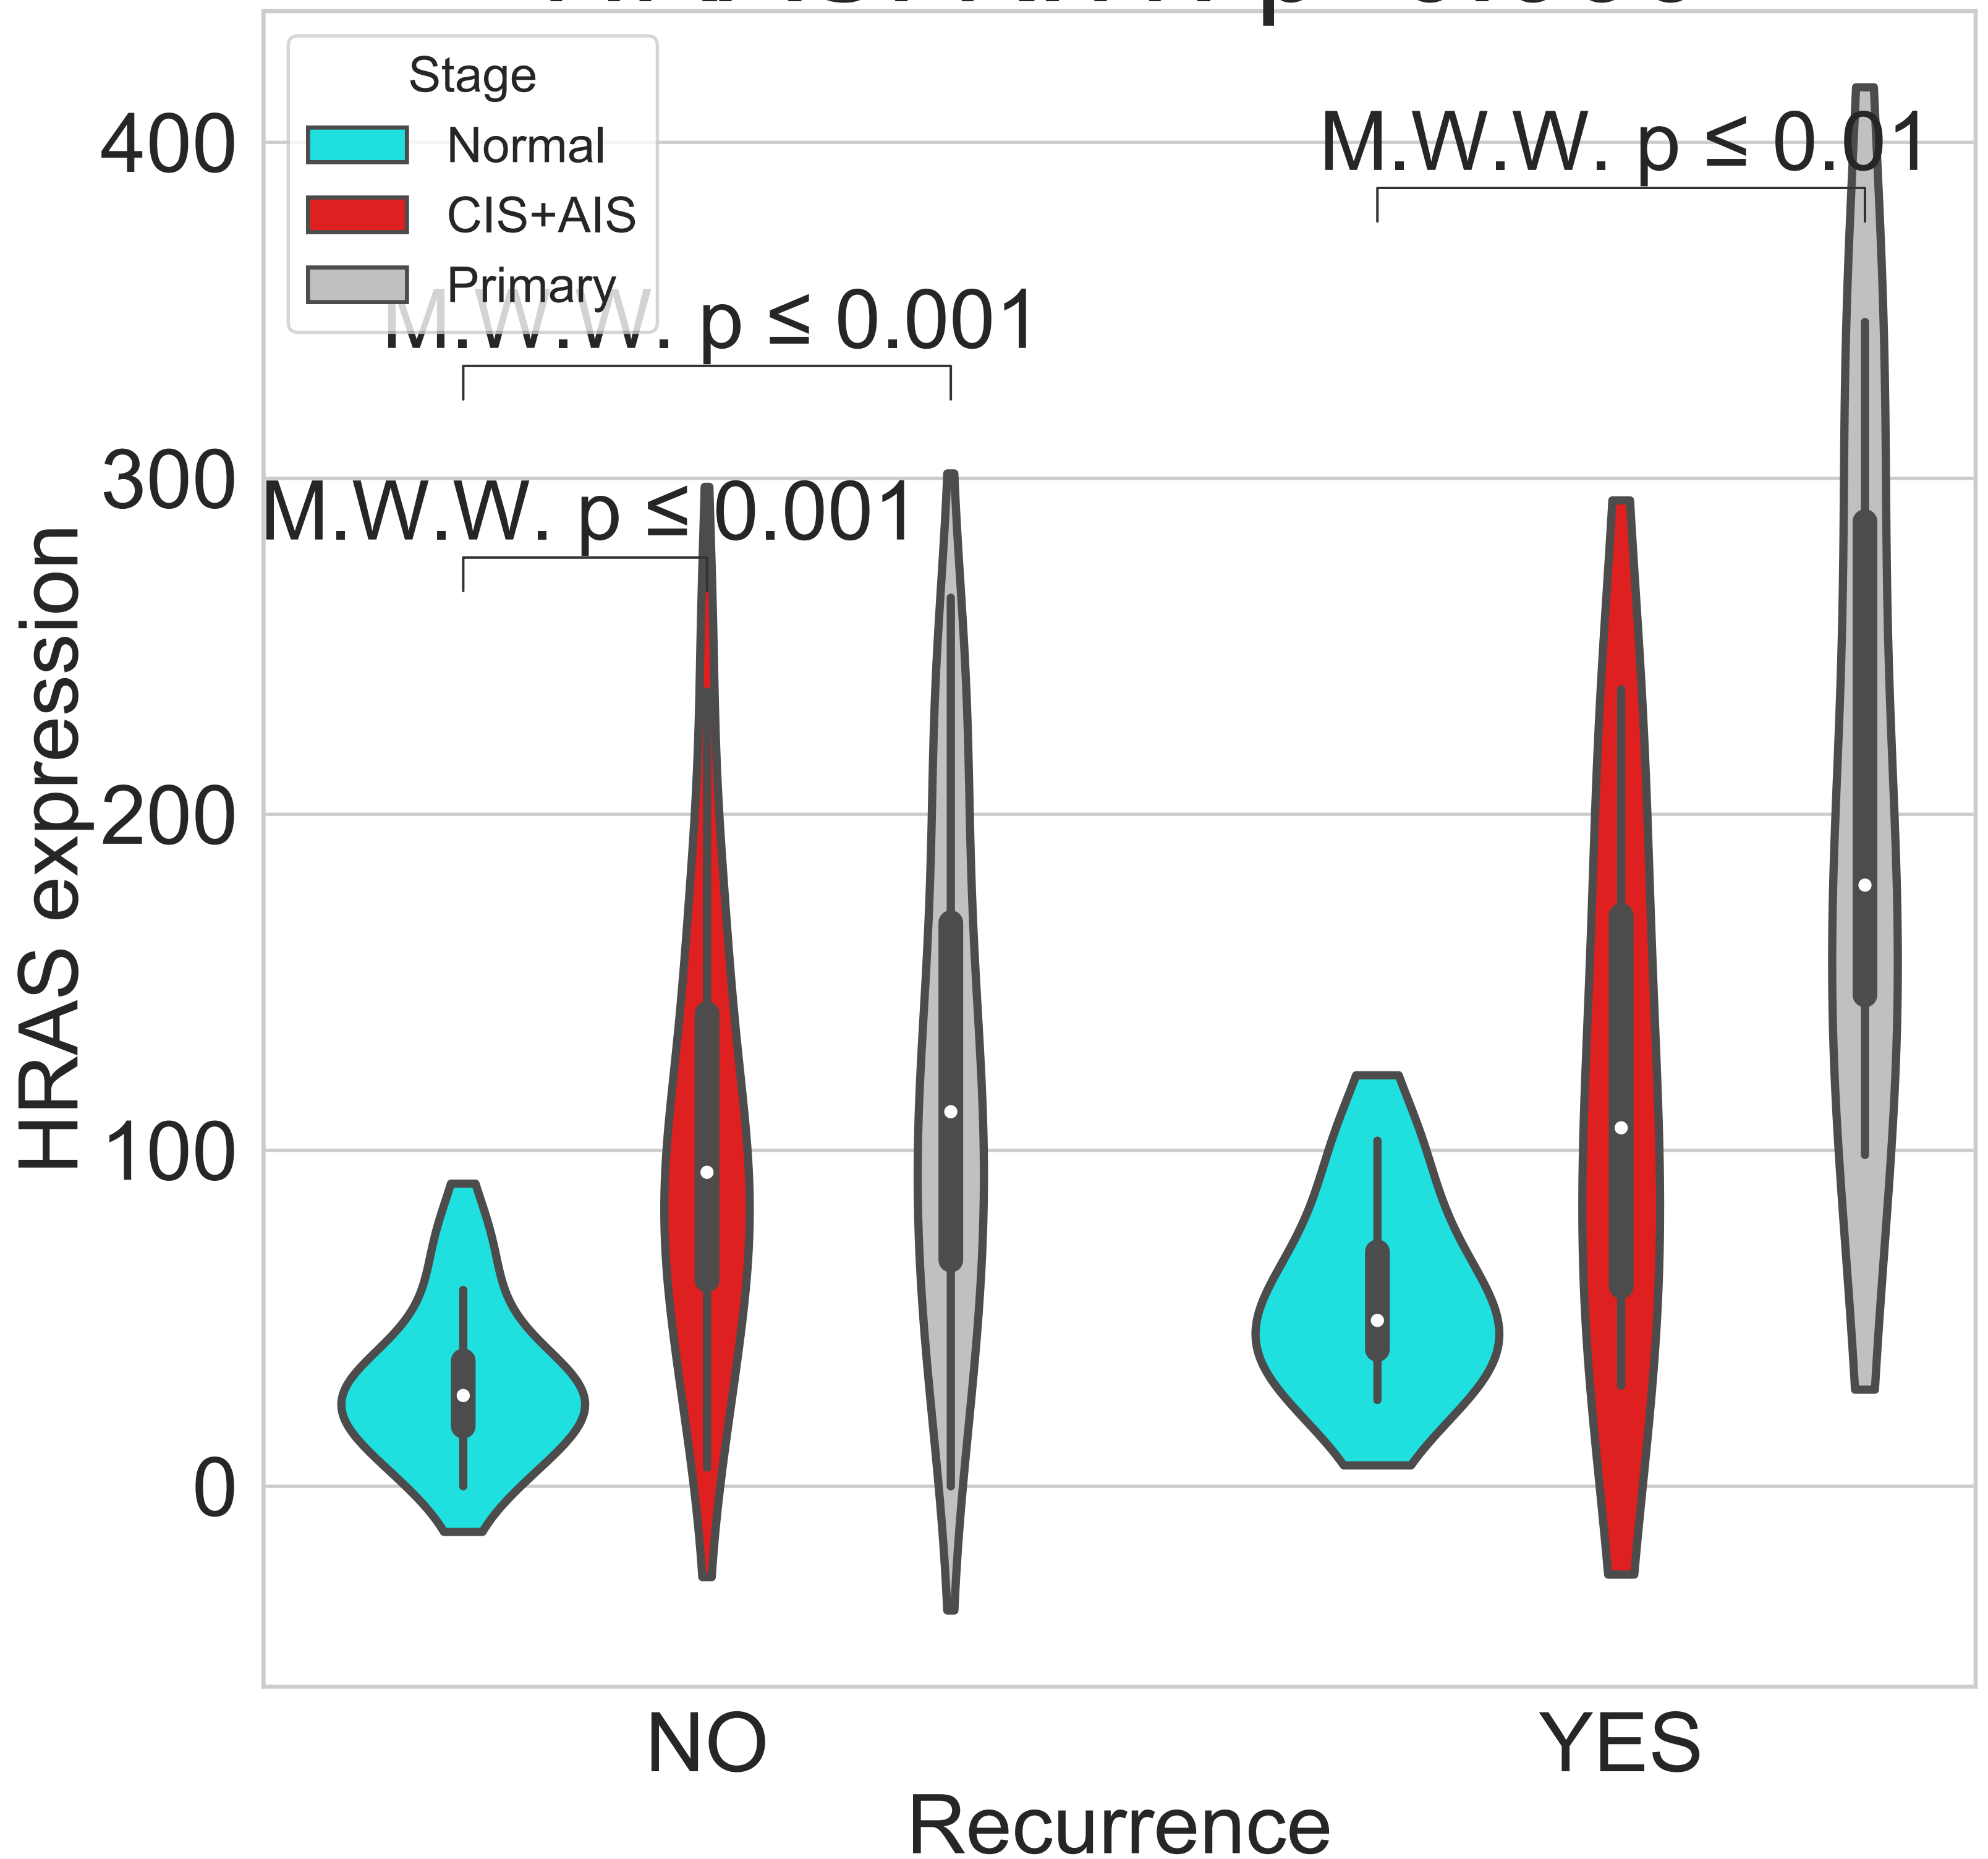 Stage
Normal
CIS+AIS
Primary
M.W.W. p ≤ 0.01
M.W.W. p ≤ 0.001
M.W.W. p ≤ 0.001
400
300
200
100
0
HRAS expression
NO
YES
Recurrence